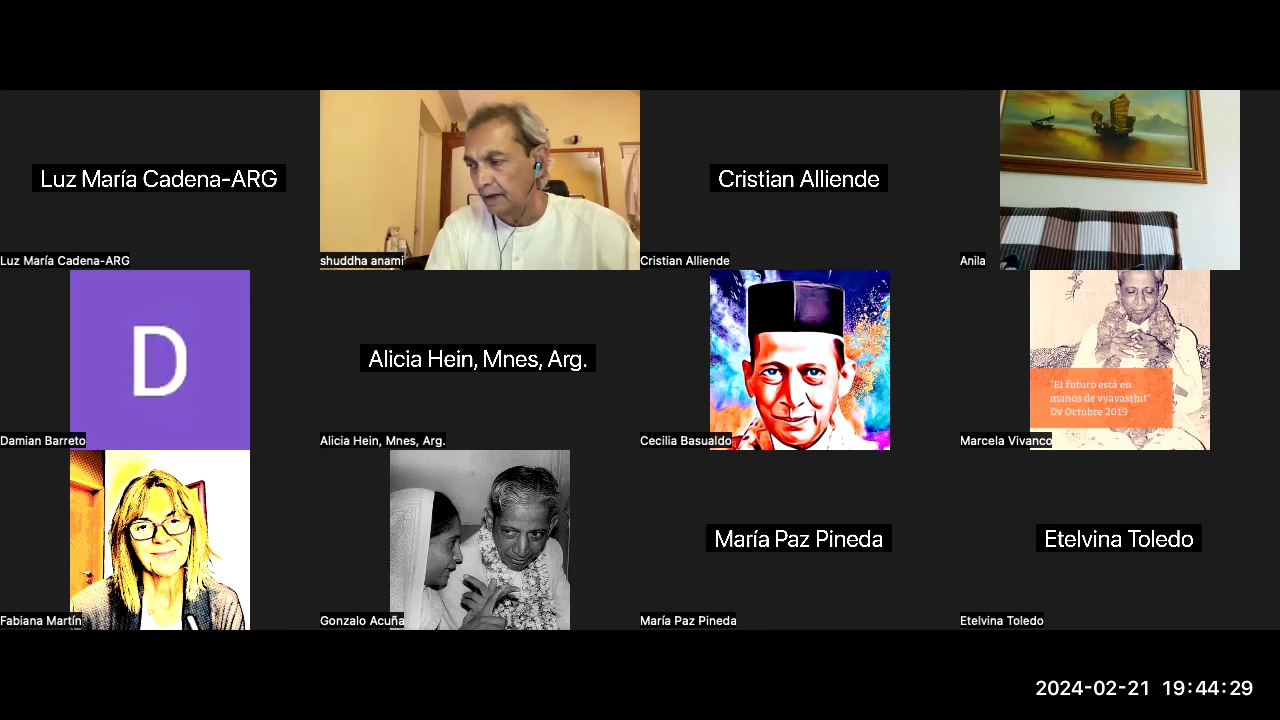 Luz María Cadena-ARG
Luz María Cadena-ARG
shuddha anami
Cristian Alliende
Cristian Alliende
Anila
D
Damian Barreto
Alicia Hein, Mnes, Arg.
Alicia Hein, Mnes, Arg.
Cecilia Basualdo
"El futuro está en
manos de vyavasthit"
Dv Octubre 2019
Marcela Vivanco
Fabiana Martín
Gonzalo Acuña
María Paz Pineda
María Paz Pineda
Etelvina Toledo
Etelvina Toledo
2024-02-21 19:44:29